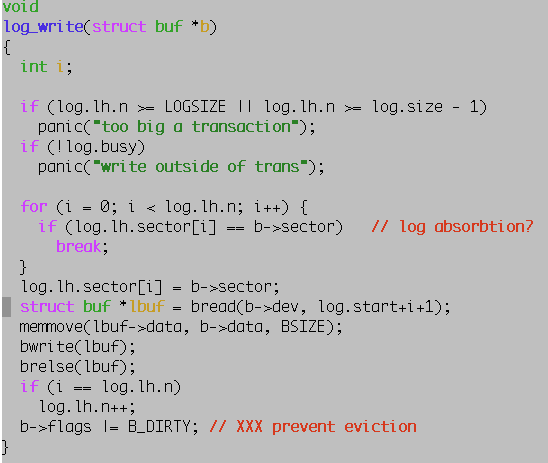 void
log_write(struct buf *b)
{
  int i;

  if (log.lh.n >= LOGSIZE || log.lh.n >= log.size - 1)
    panic("too big a transaction");
  if (!log.busy)
    panic("write outside of trans");

  for (i = 0; i < log.lh.n; i++) {
    if (log.lh.sector[i] == b->sector)   // log absorbtion?
      break;
  }
  log.lh.sector[i] = b->sector;
  struct buf *lbuf = bread(b->dev, log.start+i+1);
  memmove(lbuf->data, b->data, BSIZE);
  bwrite(lbuf);
  brelse(lbuf);
  if (i == log.lh.n)
    log.lh.n++;
  b->flags |= B_DIRTY; // XXX prevent eviction
}